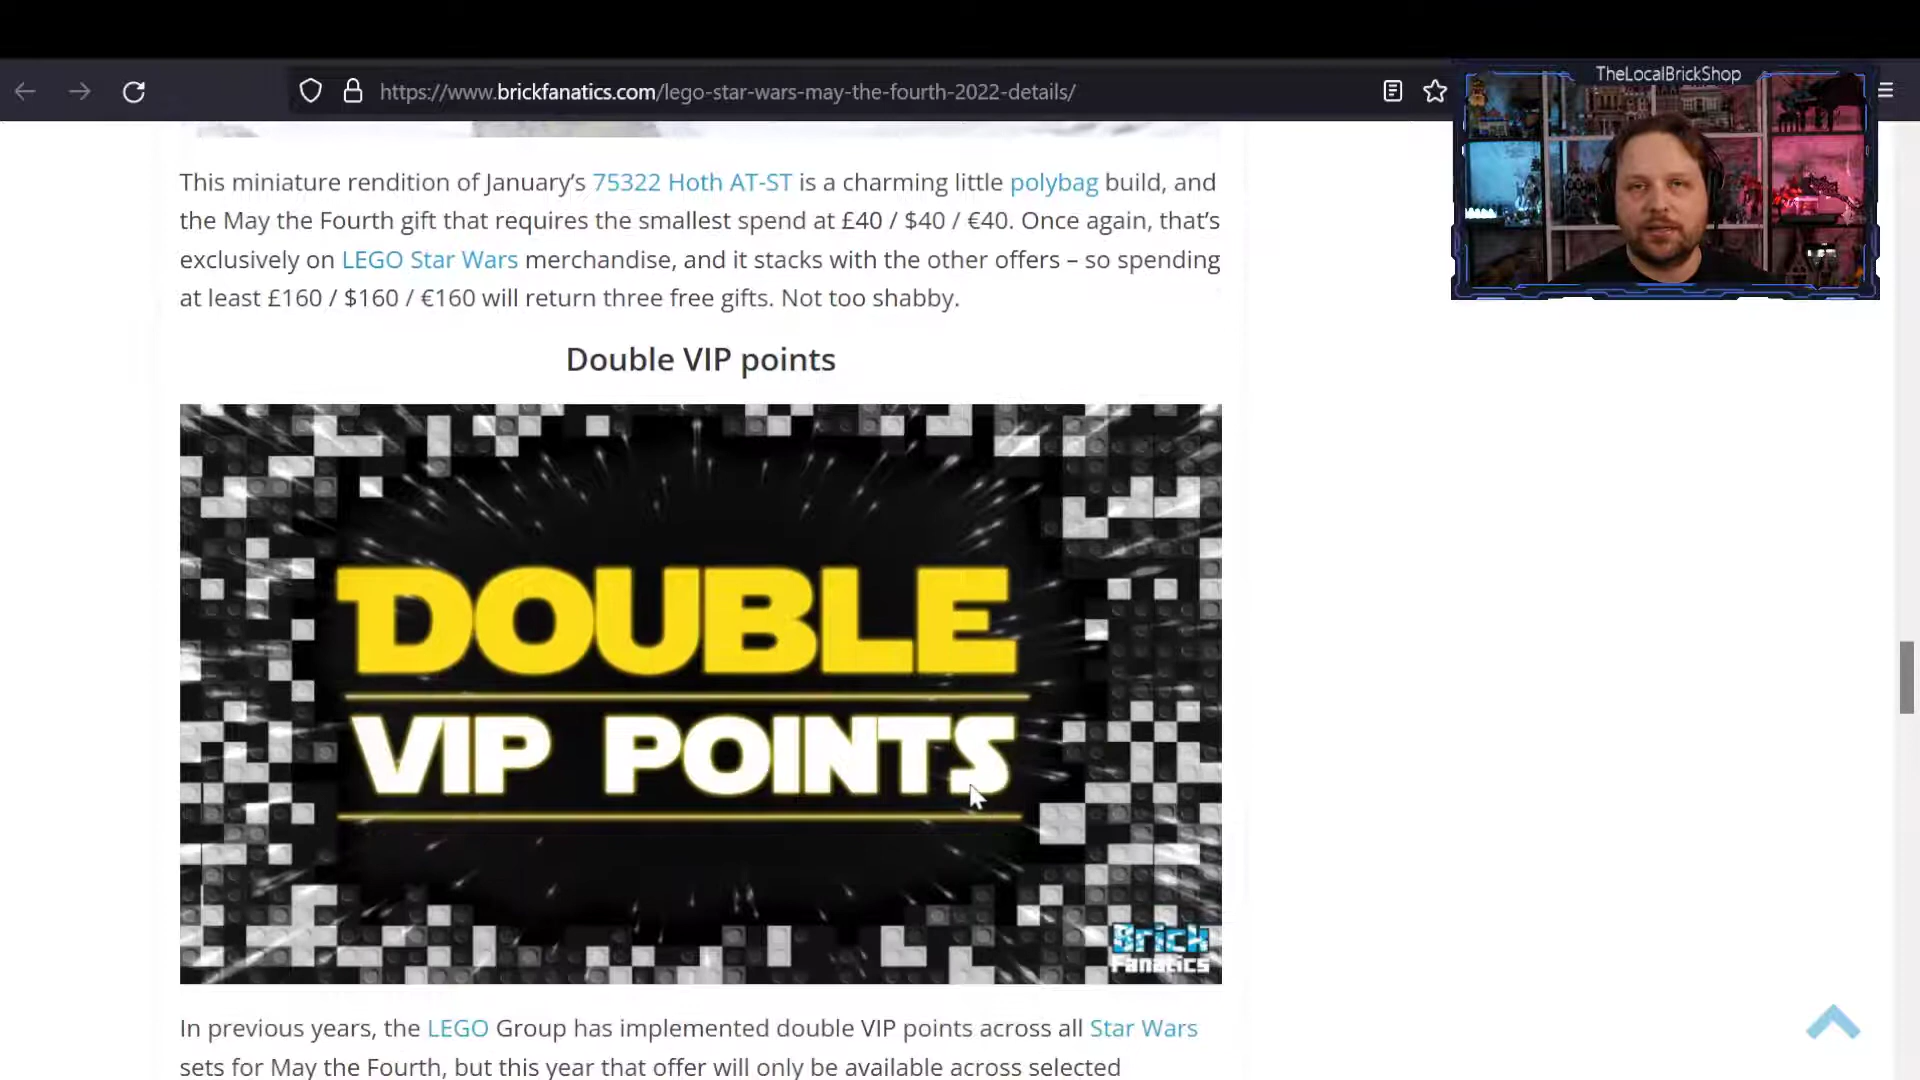 TheLocalBrickShop
https://www.brickfanatics.com/lego-star-wars-may-the-fourth-2022-details/
This miniature rendition of January’s 75322 Hoth AT-ST is a charming little polybag build, and
the May the Fourth gift that requires the smallest spend at £40 / $40 / €40. Once again, that’s
exclusively on LEGO Star Wars merchandise, and it stacks with the other offers – so spending
at least £160 / $160 / €160 will return three free gifts. Not too shabby.
Double VIP points
DOUBLE
VIP POINTS
Brick
Fanatics
In previous years, the LEGO Group has implemented double VIP points across all Star Wars
sets for May the Fourth, but this year that offer will only be available across selected